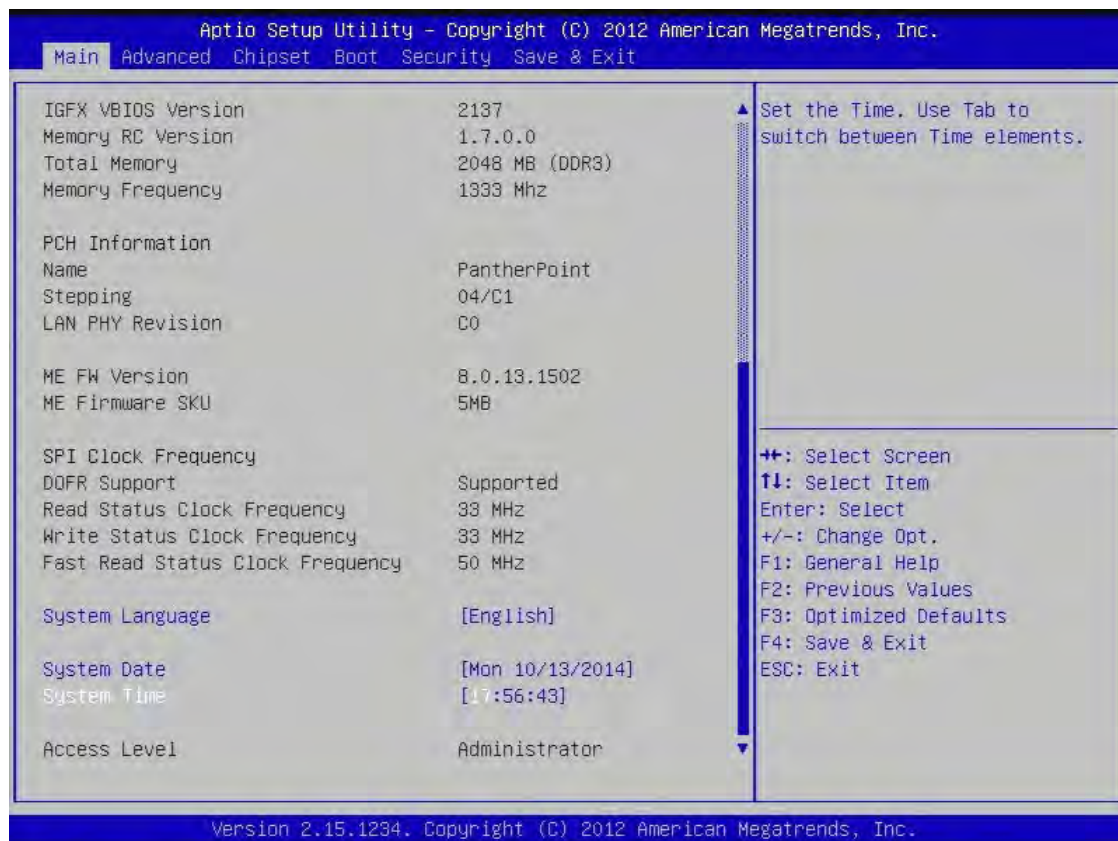 Aptio Setup Utility - Copyright (C) 2012 American Megatrends, Inc.
Main Advanced Chipset Boot Security Save & Exit
IGFX VBIOS Version 2137
Memory RC Version 1.7.0.0
Total Memory 2048 MB (DDR3)
Memory Frequency 1333 Mhz
PCH Information
Name PantherPoint
Stepping 04/C1
LAN PHY Revision C0
ME FW Version 8.0.13.1502
ME Firmware SKU 5MB
SPI Clock Frequency
DOFR Support Supported
Read Status Clock Frequency 33 MHz
Write Status Clock Frequency 33 MHz
Fast Read Status Clock Frequency 50 MHz
System Language [English]
System Date [Mon 10/13/2014]
System Time [17:56:43]
Access Level Administrator
Set the Time. Use Tab to
switch between Time elements.
→←: Select Screen
↑↓: Select Item
Enter: Select
+/-: Change Opt.
F1: General Help
F2: Previous Values
F3: Optimized Defaults
F4: Save & Exit
ESC: Exit
Version 2.15.1234. Copyright (C) 2012 American Megatrends, Inc.